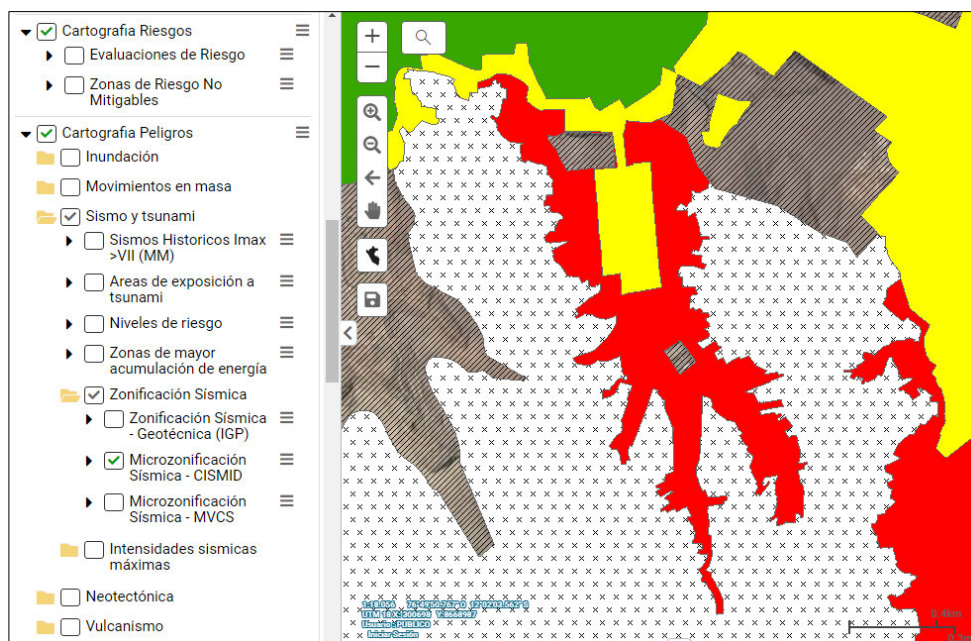 Cartografia Riesgos
Evaluaciones de Riesgo
Zonas de Riesgo No
Mitigables
Cartografia Peligros
Inundación
Movimientos en masa
Sismo y tsunami
Sismos Historicos Imax
>VII (MM)
Areas de exposición a
tsunami
Niveles de riesgo
Zonas de mayor
acumulación de energía
Zonificación Sísmica
Zonificación Sísmica
- Geotécnica (IGP)
Microzonificación
Sísmica - CISMID
Microzonificación
Sísmica - MVCS
Intensidades sismicas
máximas
Neotectónica
Vulcanismo
UTM 18
Usuario : PUBLICO
Iniciar Sesión
0.4km